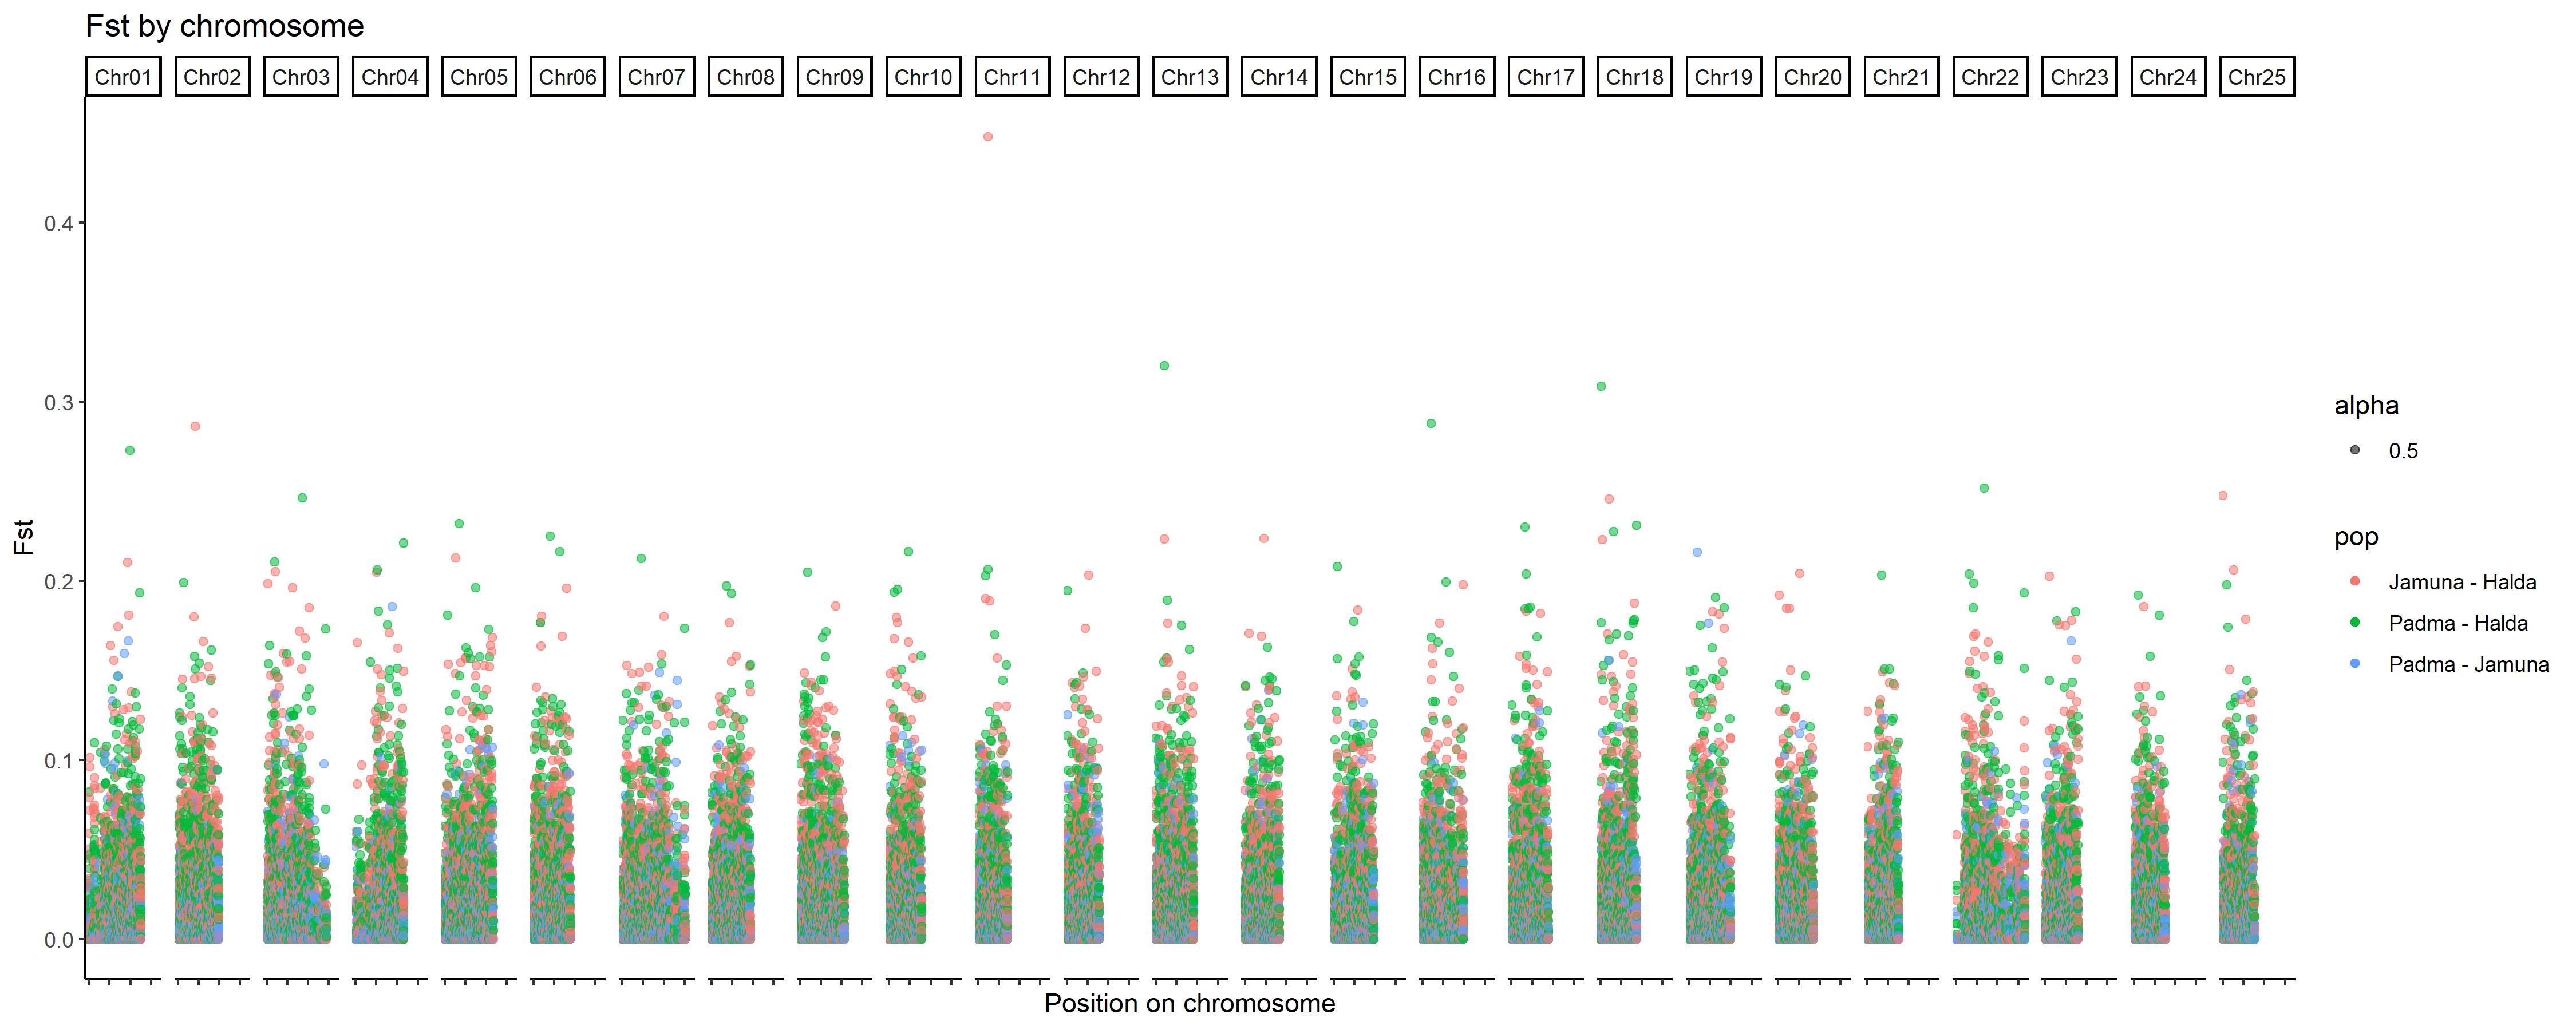 Fst by chromosome
Chr01 Chr02 Chr03 Chr04 Chr05 Chr06 Chr07 Chr08 Chr09 Chr10 Chr11 Chr12 Chr13 Chr14 Chr15 Chr16 Chr17 Chr18 Chr19 Chr20 Chr21 Chr22 Chr23 Chr24 Chr25
0.4
0.3
0.2
0.1
0.0
Fst
Position on chromosome
alpha
0.5
pop
Jamuna - Halda
Padma - Halda
Padma - Jamuna